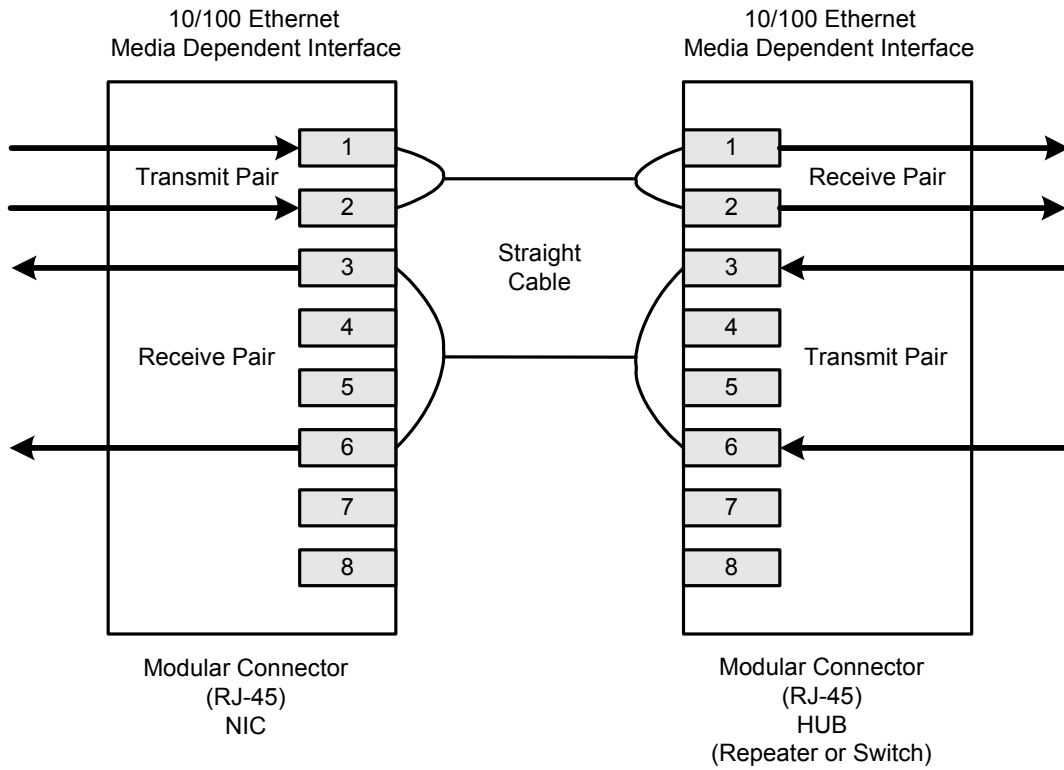 10/100 Ethernet
Media Dependent Interface
10/100 Ethernet
Media Dependent Interface
1
Transmit Pair
2
3
4
Receive Pair
5
6
7
8
Straight
Cable
1
Receive Pair
2
3
4
Transmit Pair
5
6
7
8
Modular Connector
(RJ-45)
NIC
Modular Connector
(RJ-45)
HUB
(Repeater or Switch)